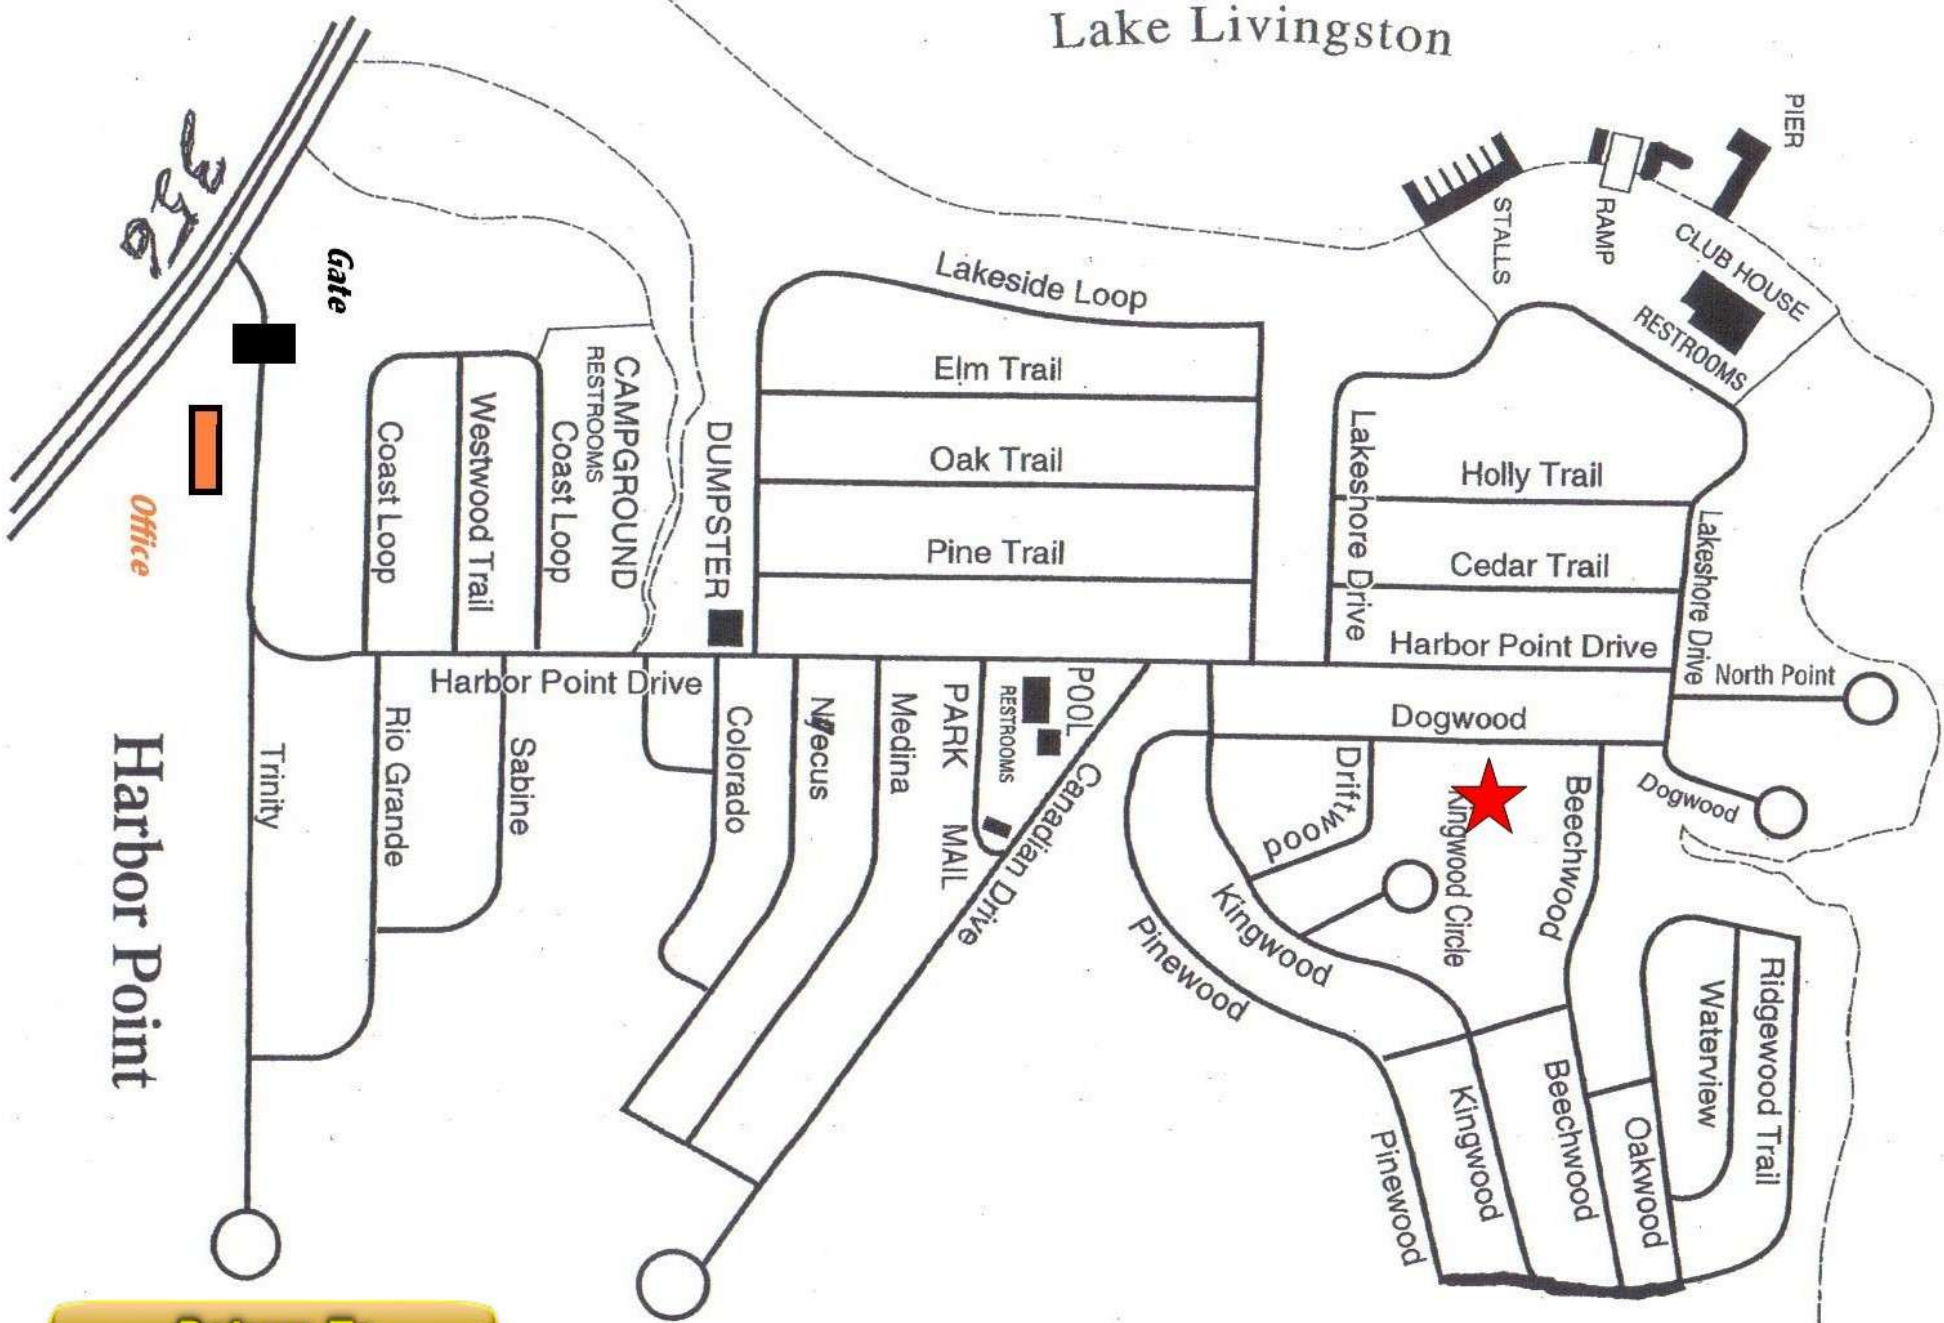 Lake Livingston
PIER
STALLS
RAMP
CLUB HOUSE
RESTROOMS
356
Gate
Office
Lakeside Loop
Elm Trail
Oak Trail
Pine Trail
Holly Trail
Cedar Trail
Lakeshore Drive
Lakeshore Drive
Harbor Point Drive
North Point
Dogwood
Dogwood
CAMPGROUND
RESTROOMS
Coast Loop
Westwood Trail
Coast Loop
DUMPSTER
Harbor Point Drive
Trinity
Rio Grande
Sabine
Colorado
Medina
PARK MAIL
RESTROOMS
POOL
Canadian Drive
Driftwood
Kingwood Circle
Beechwood
Kingwood
Pinewood
Ridgewood Trail
Waterview
Oakwood
Beechwood
Kingwood
Pinewood
Harbor Point